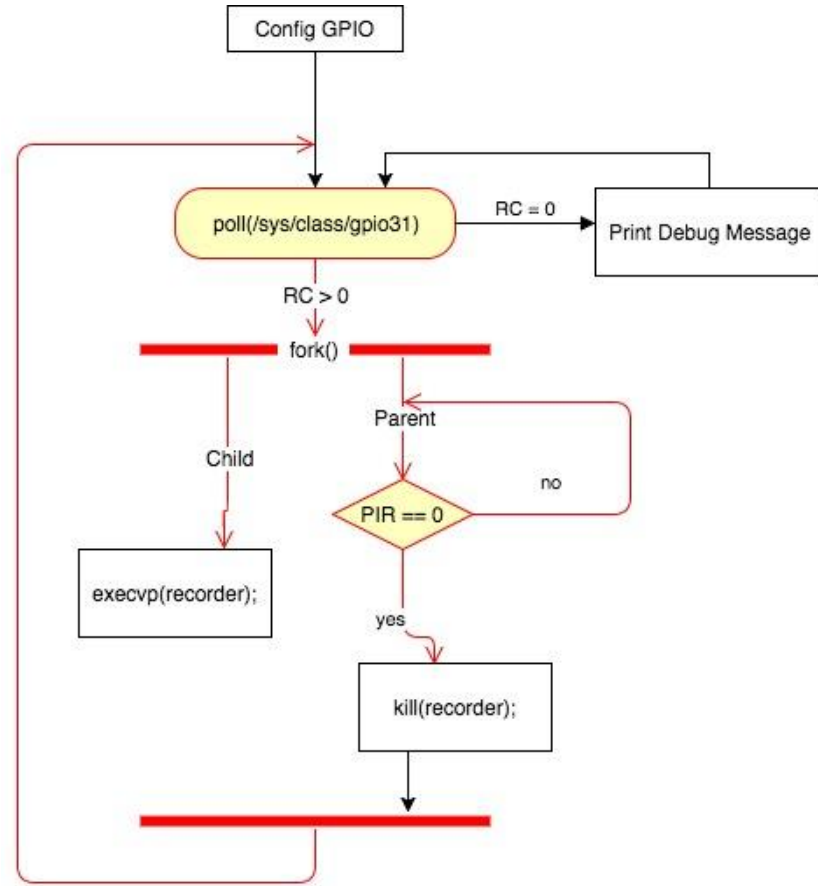 Config GPIO
poll(/sys/class/gpio31)
RC = 0
Print Debug Message
RC > 0
fork()
Parent
Child
no
PIR == 0
execvp(recorder);
yes
kill(recorder);